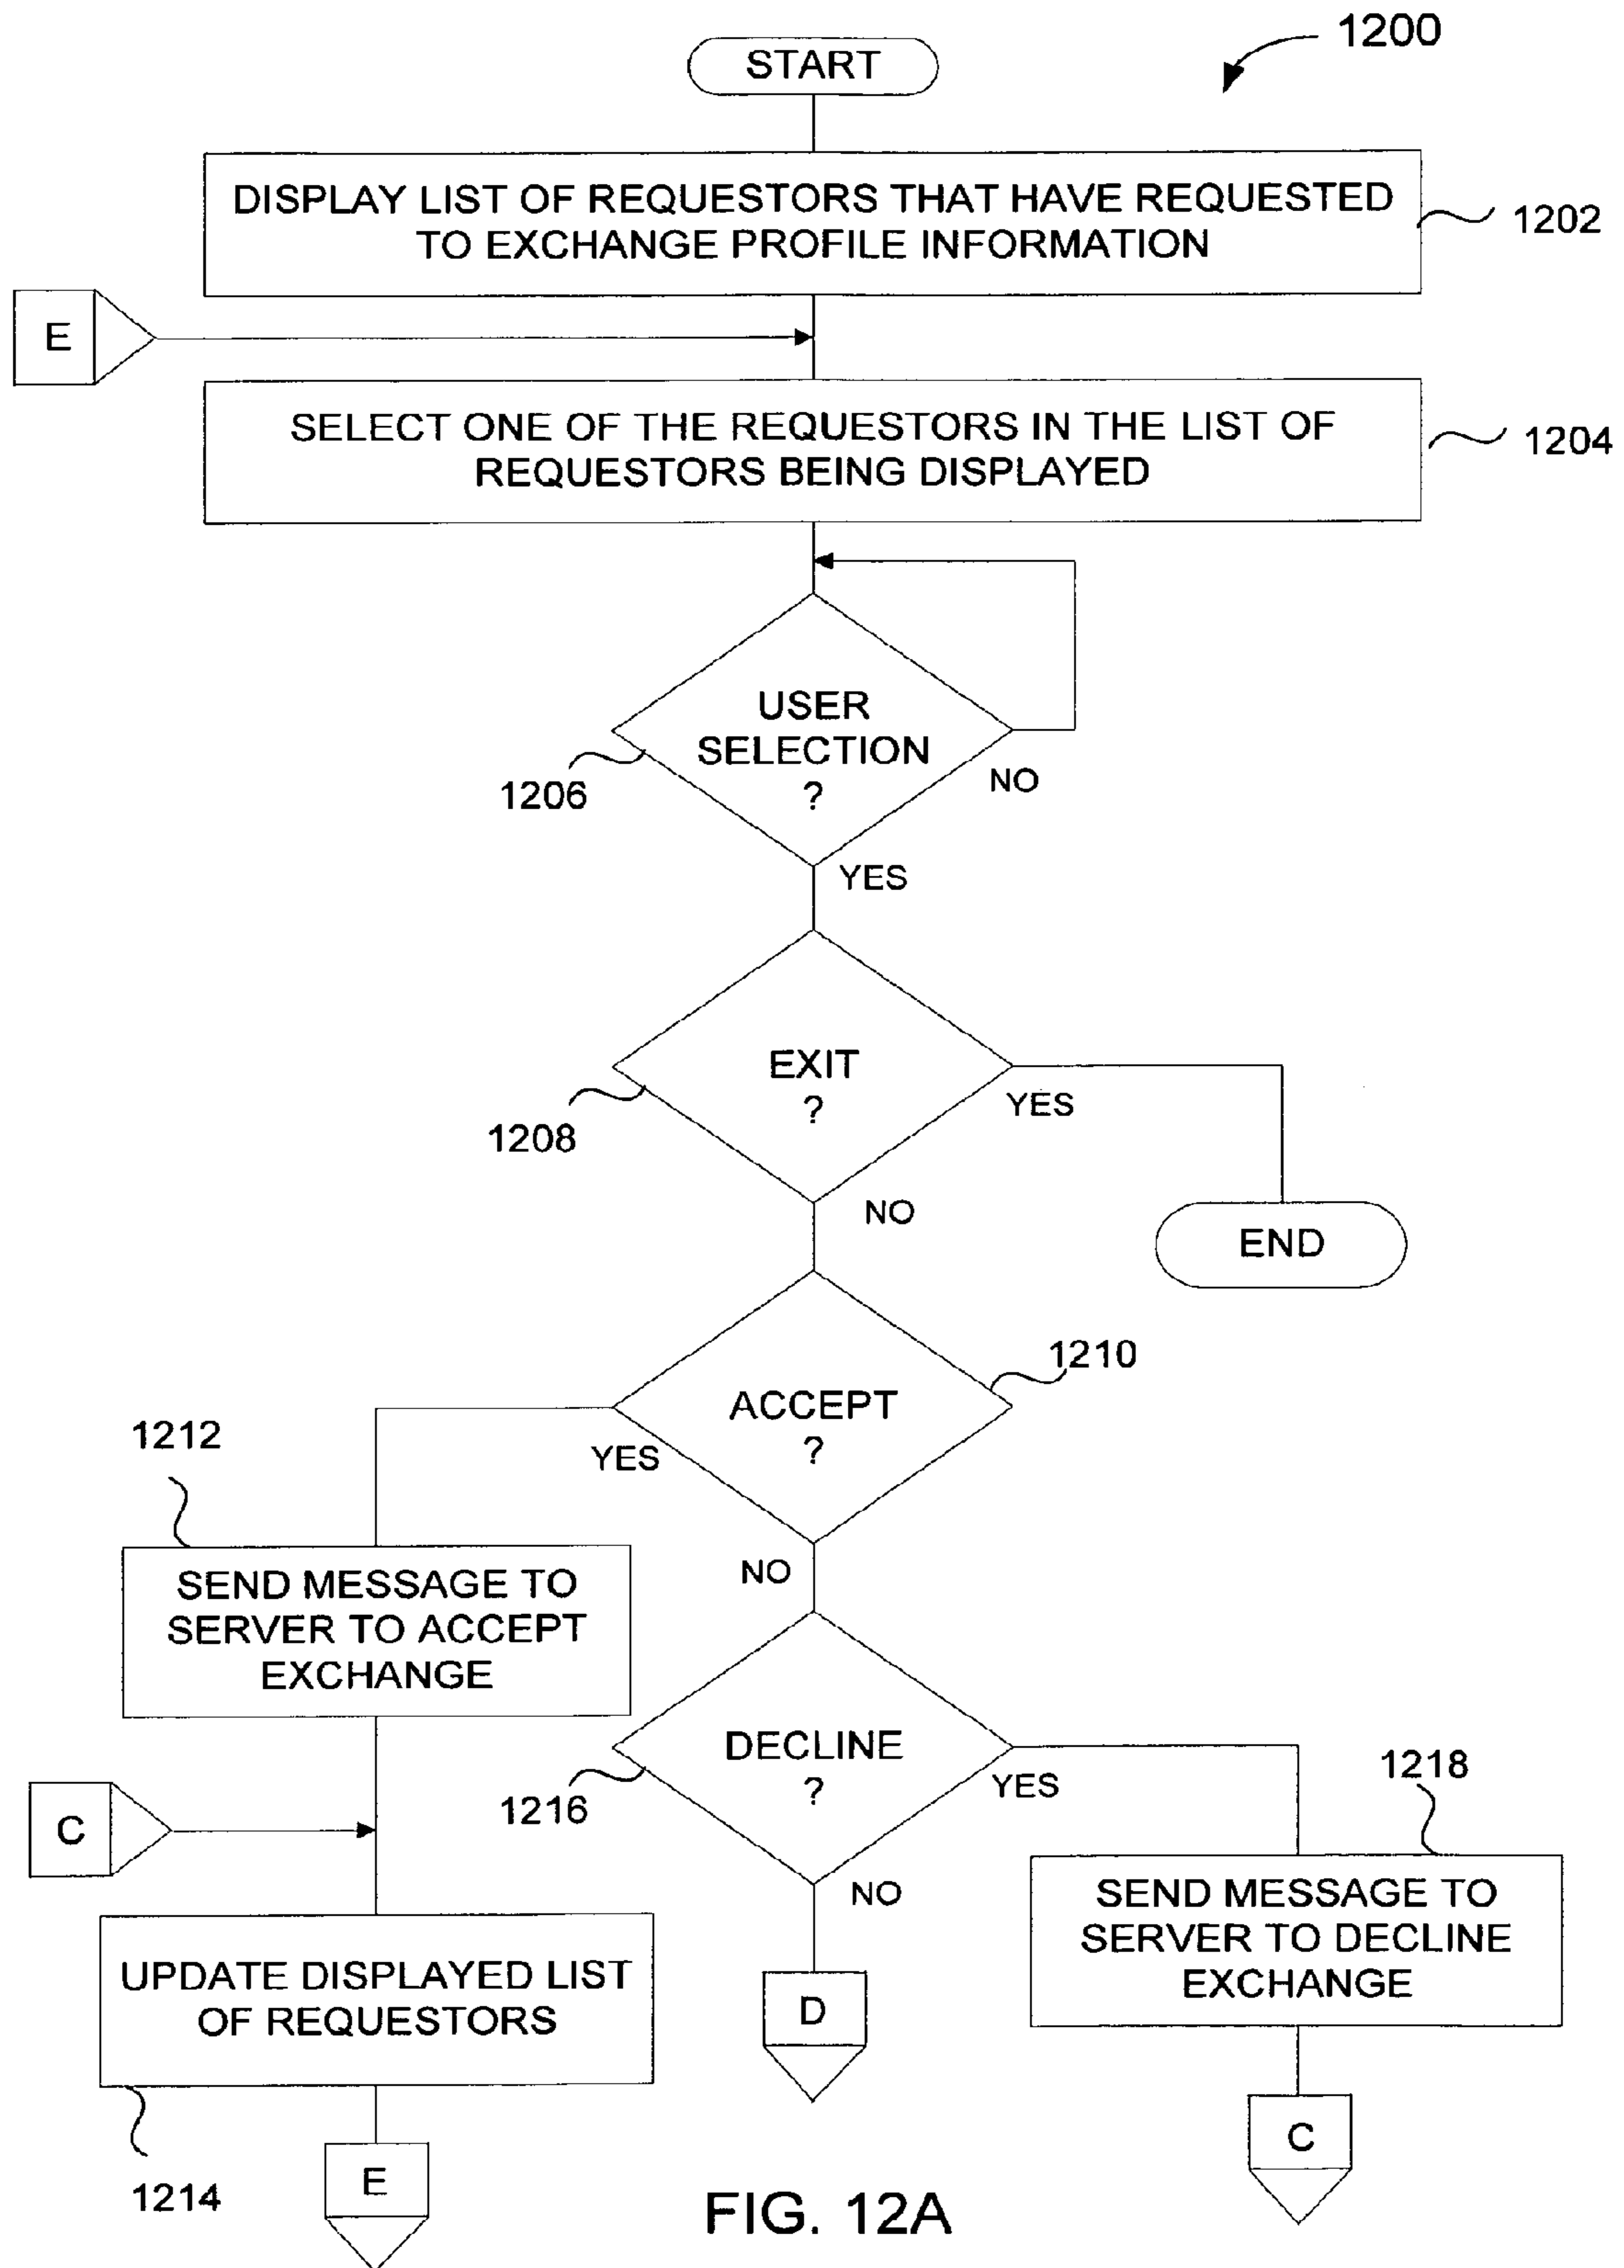 1200
START
DISPLAY LIST OF REQUESTORS THAT HAVE REQUESTED
TO EXCHANGE PROFILE INFORMATION
1202
E
SELECT ONE OF THE REQUESTORS IN THE LIST OF
REQUESTORS BEING DISPLAYED
1204
USER
SELECTION
?
1206
NO
YES
EXIT
?
1208
YES
NO
END
ACCEPT
?
1210
YES
NO
1212
SEND MESSAGE TO
SERVER TO ACCEPT
EXCHANGE
DECLINE
?
1216
YES
NO
1218
SEND MESSAGE TO
SERVER TO DECLINE
EXCHANGE
C
UPDATE DISPLAYED LIST
OF REQUESTORS
1214
D
C
E
FIG. 12A